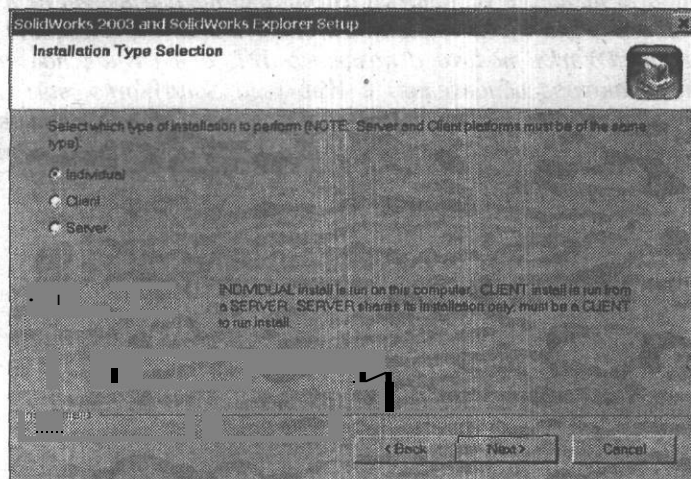 SolidWorks 2003 and SolidWorks Explorer Setup
Installation Type Selection
Select which type of installation to perform (NOTE: Server and Client platforms must be of the same
type).
Individual
Client
Server
INDIVIDUAL install is run on this computer. CLIENT install is run from
a SERVER. SERVER shares its installation only, must be a CLIENT
to run install.
< Back
Next >
Cancel